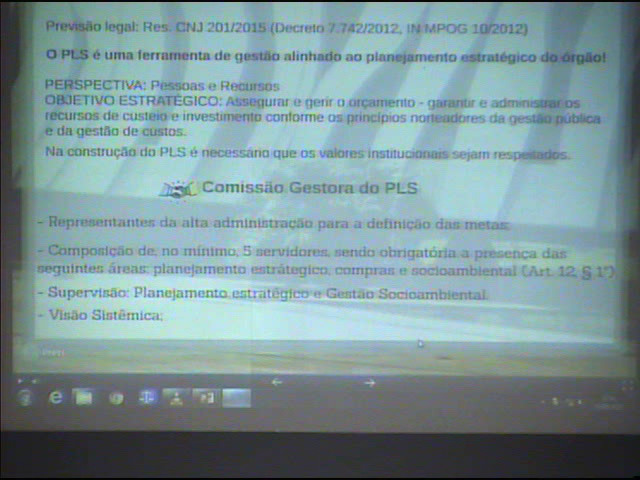 Previsão legal: Res. CNJ 201/2015 (Decreto 7.742/2012, IN MPOG 10/2012)
O PLS é uma ferramenta de gestão alinhado ao planejamento estratégico do órgão!
PERSPECTIVA: Pessoas e Recursos
OBJETIVO ESTRATÉGICO: Assegurar e gerir o orçamento - garantir e administrar os
recursos de custeio e investimento conforme os princípios norteadores da gestão pública
e da gestão de custos.
Na construção do PLS é necessário que os valores institucionais sejam respeitados.
Comissão Gestora do PLS
- Representantes da alta administração para a definição das metas;
- Composição de, no mínimo, 5 servidores, sendo obrigatória a presença das
seguintes áreas: planejamento estrátegico, compras e socioambiental (Art. 12, § 1º)
- Supervisão: Planejamento estratégico e Gestão Socioambiental.
- Visão Sistêmica;